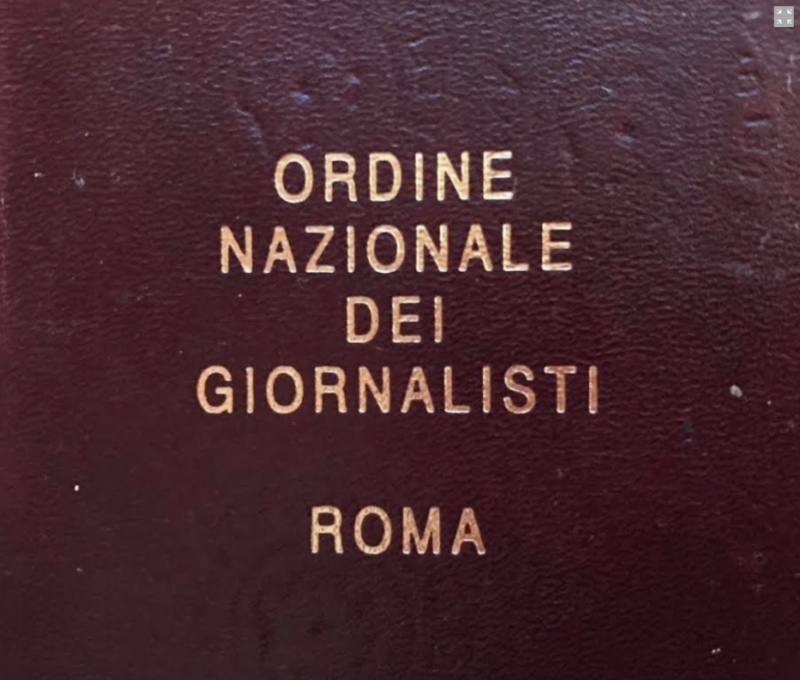 ORDINE
NAZIONALE
DEI
GIORNALISTI
ROMA